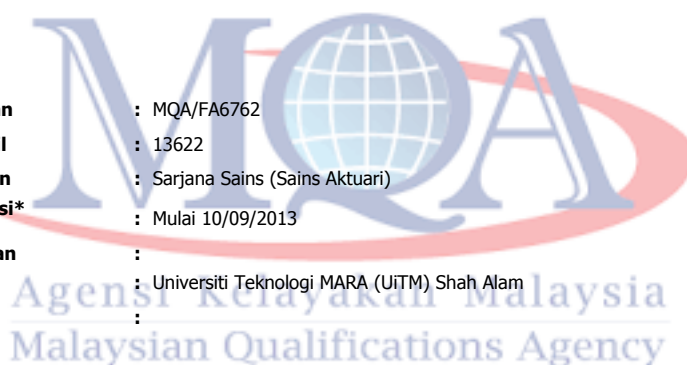 MQA
an : MQA/FA6762
l : 13622
n : Sarjana Sains (Sains Aktuari)
si* : Mulai 10/09/2013
an :
: Universiti Teknologi MARA (UiTM) Shah Alam
:
Agensi Kelayakan Malaysia
Malaysian Qualifications Agency